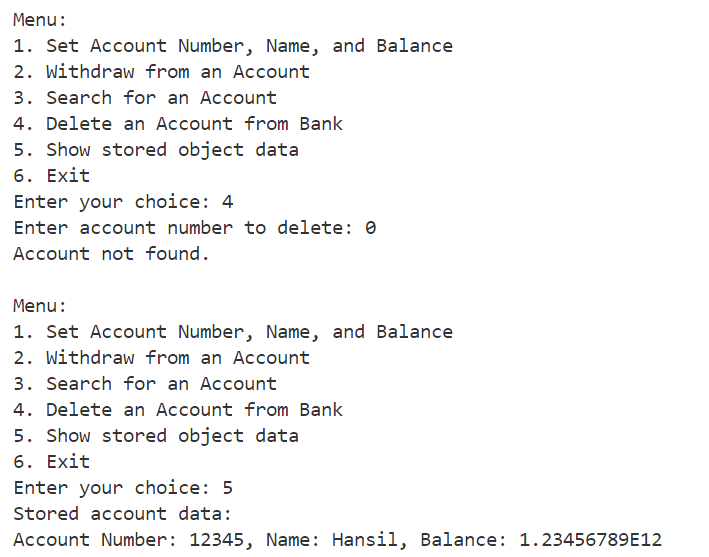 Menu:
1. Set Account Number, Name, and Balance
2. Withdraw from an Account
3. Search for an Account
4. Delete an Account from Bank
5. Show stored object data
6. Exit
Enter your choice: 4
Enter account number to delete: 0
Account not found.
Menu:
1. Set Account Number, Name, and Balance
2. Withdraw from an Account
3. Search for an Account
4. Delete an Account from Bank
5. Show stored object data
6. Exit
Enter your choice: 5
Stored account data:
Account Number: 12345, Name: Hansil, Balance: 1.23456789E12